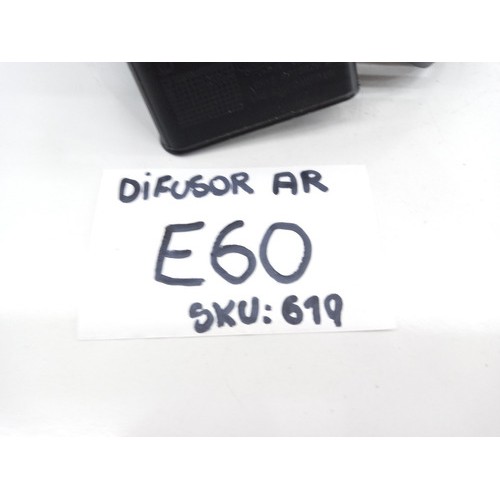 DiFUSOR AR
E60
SKU: 619